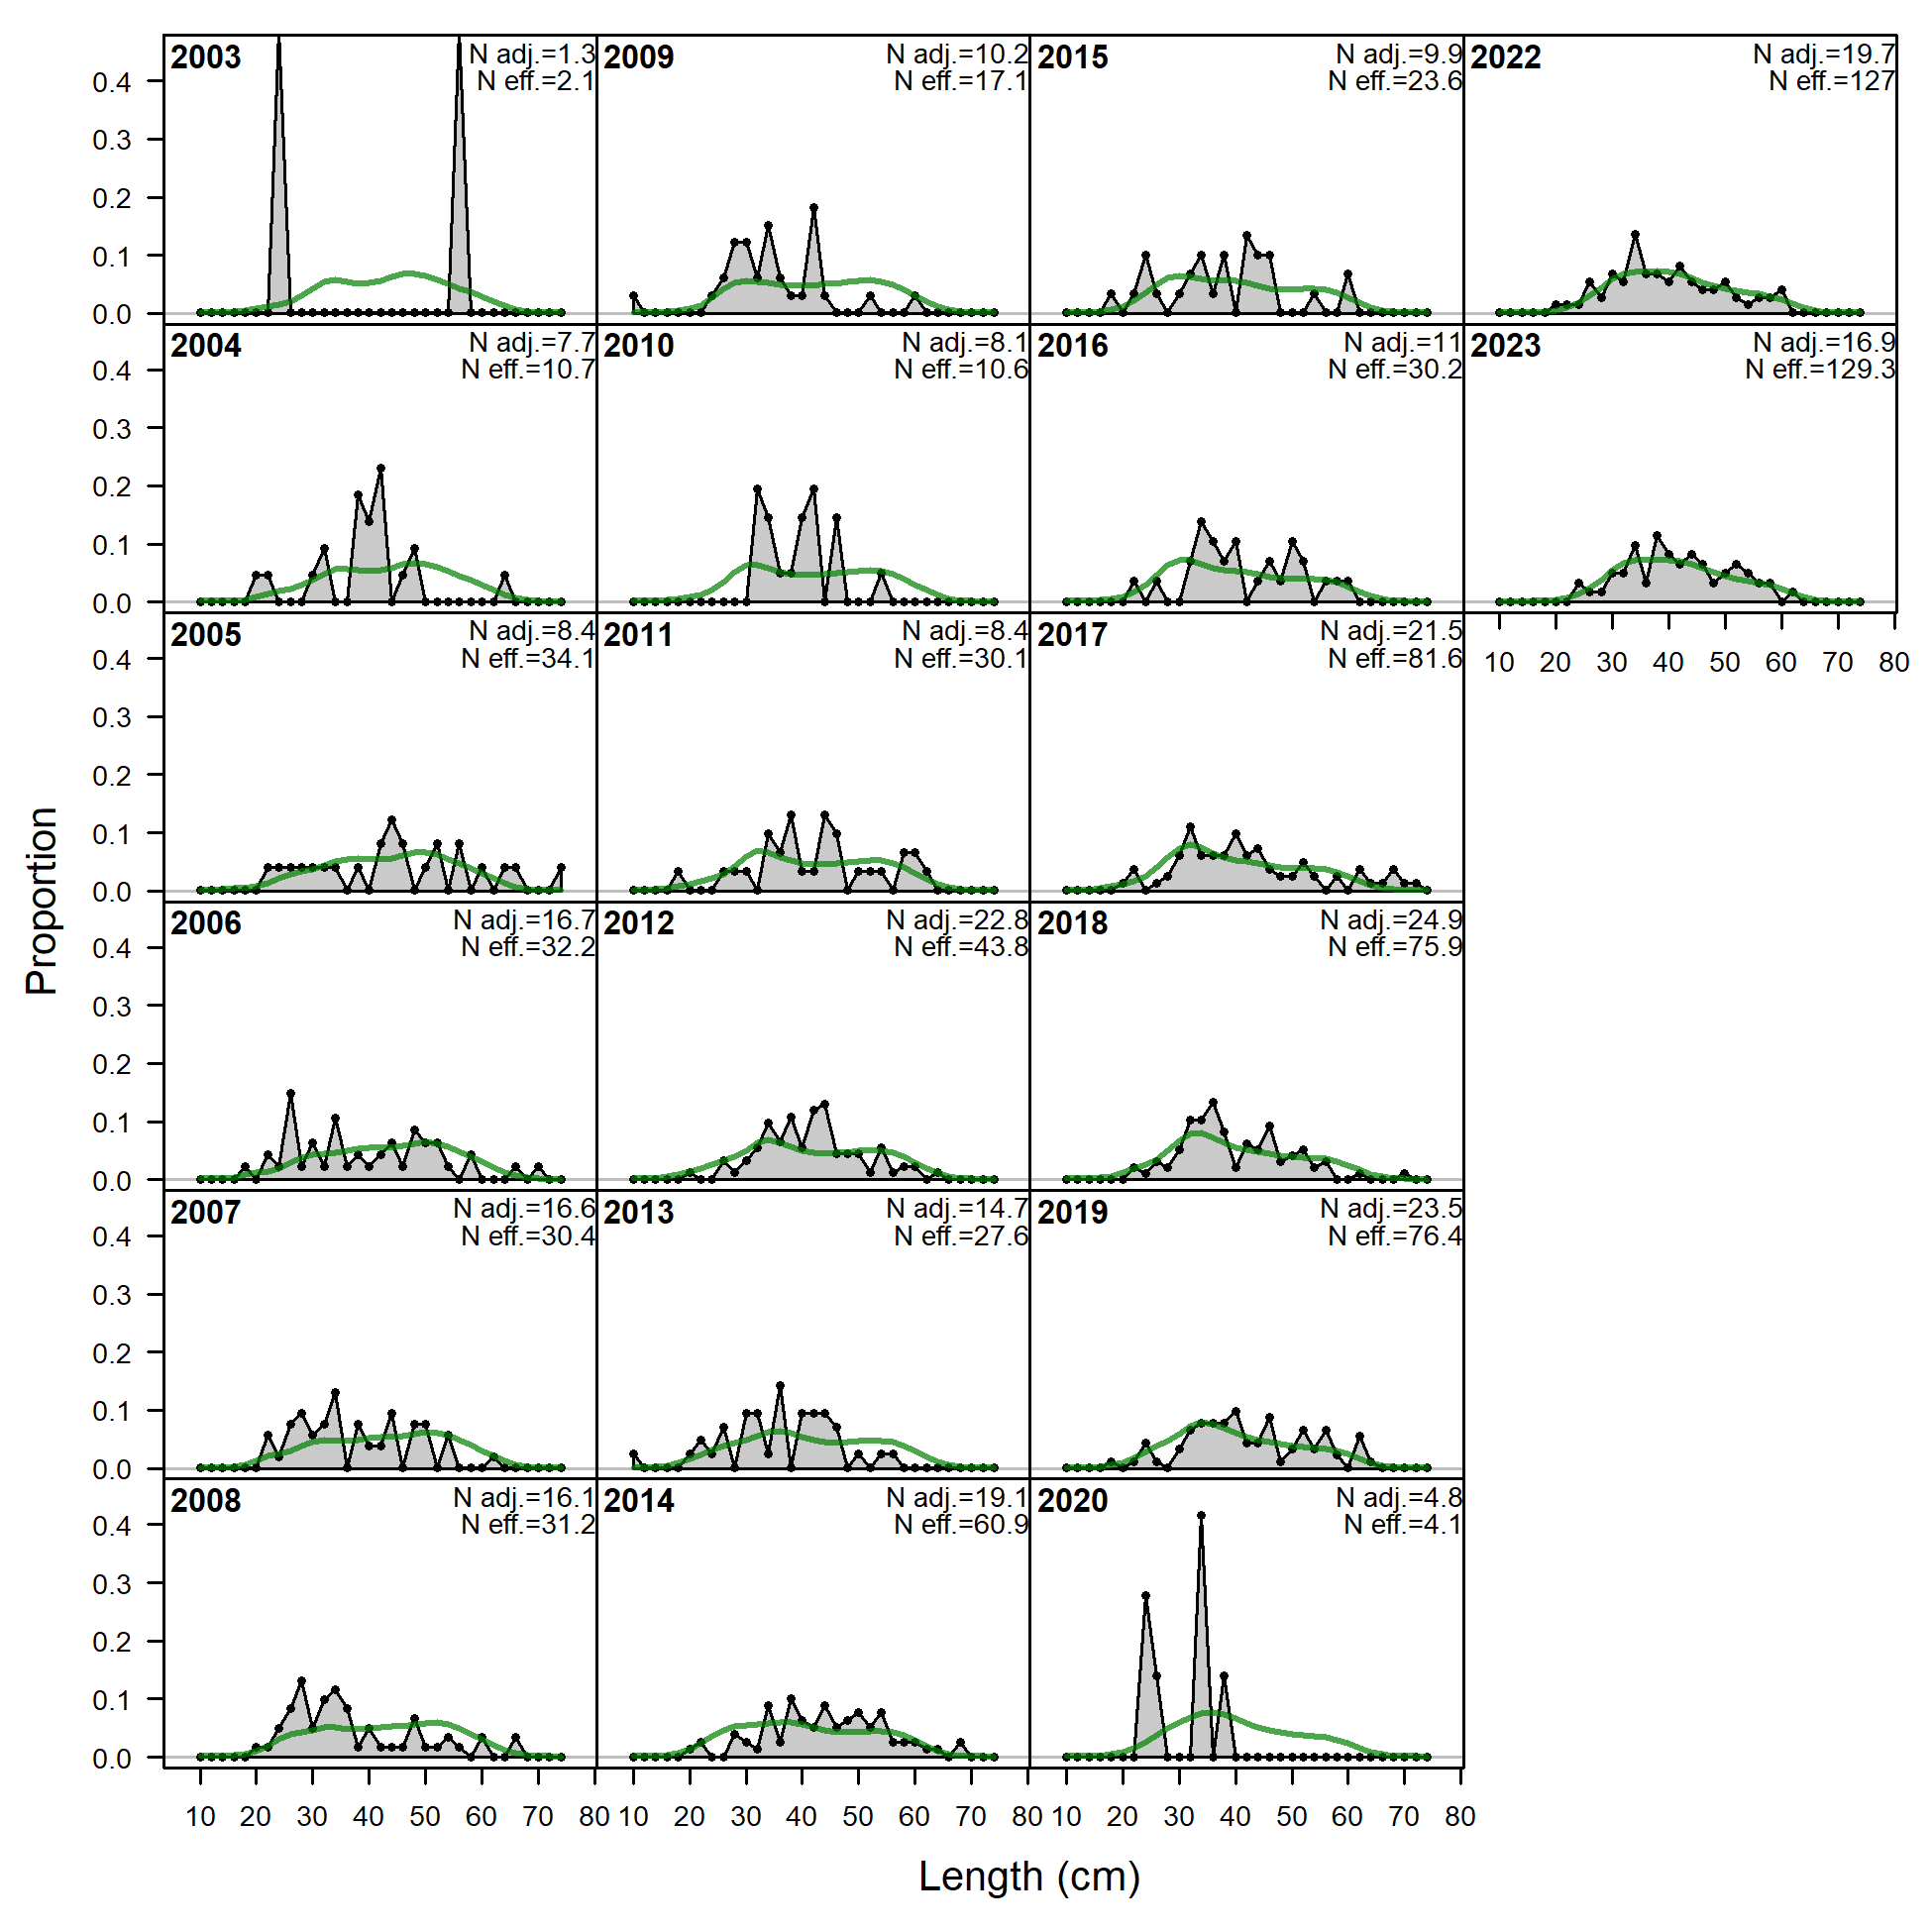 Proportion
2003
N adj.=1.3
N eff.=2.1
2009
N adj.=10.2
N eff.=17.1
2015
N adj.=9.9
N eff.=23.6
2022
N adj.=19.7
N eff.=127
0.4
0.3
0.2
0.1
0.0
2004
N adj.=7.7
N eff.=10.7
2010
N adj.=8.1
N eff.=10.6
2016
N adj.=11
N eff.=30.2
2023
N adj.=16.9
N eff.=129.3
0.4
0.3
0.2
0.1
0.0
10 20 30 40 50 60 70 80
2005
N adj.=8.4
N eff.=34.1
2011
N adj.=8.4
N eff.=30.1
2017
N adj.=21.5
N eff.=81.6
0.4
0.3
0.2
0.1
0.0
2006
N adj.=16.7
N eff.=32.2
2012
N adj.=22.8
N eff.=43.8
2018
N adj.=24.9
N eff.=75.9
0.4
0.3
0.2
0.1
0.0
2007
N adj.=16.6
N eff.=30.4
2013
N adj.=14.7
N eff.=27.6
2019
N adj.=23.5
N eff.=76.4
0.4
0.3
0.2
0.1
0.0
2008
N adj.=16.1
N eff.=31.2
2014
N adj.=19.1
N eff.=60.9
2020
N adj.=4.8
N eff.=4.1
0.4
0.3
0.2
0.1
0.0
10 20 30 40 50 60 70 80 10 20 30 40 50 60 70 80 10 20 30 40 50 60 70 80
Length (cm)